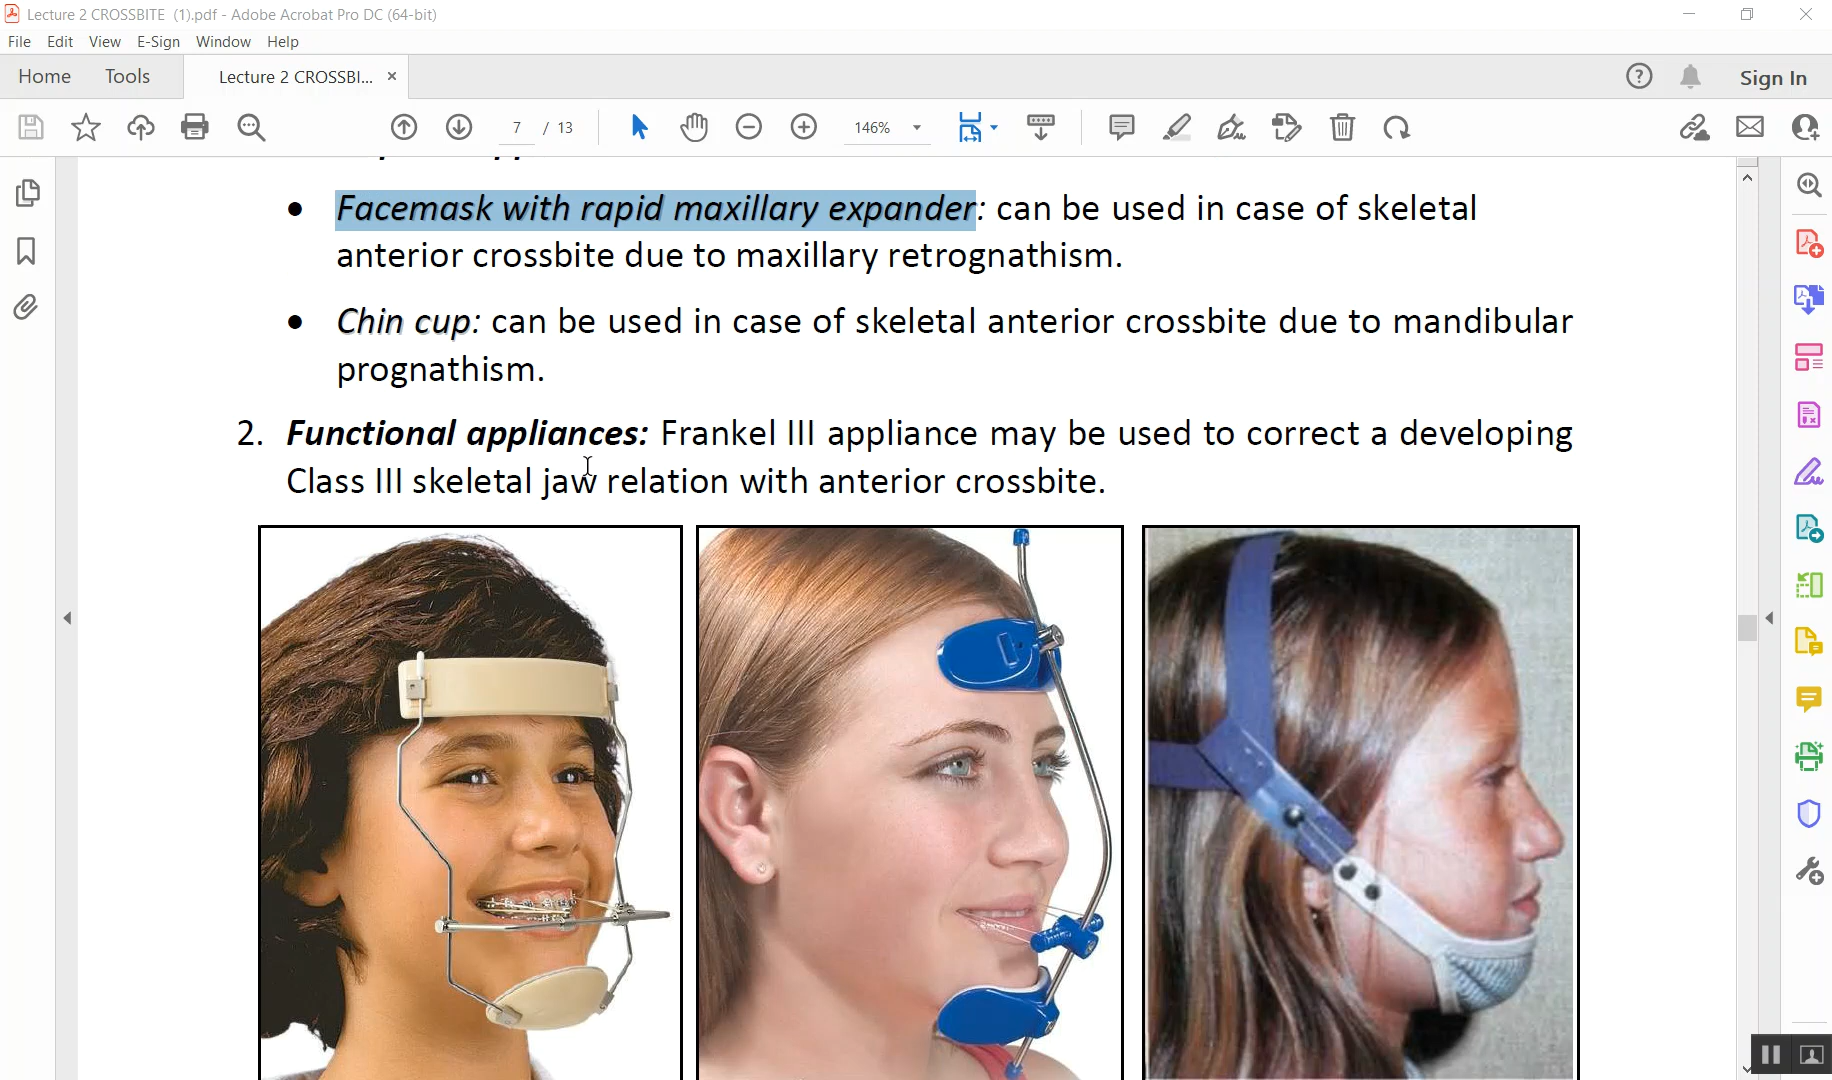 Lecture 2 CROSSBITE (1).pdf - Adobe Acrobat Pro DC (64-bit)
File Edit View E-Sign Window Help
Home Tools Lecture 2 CROSSBI... × Sign In
7 / 13 146%
• Facemask with rapid maxillary expander: can be used in case of skeletal
anterior crossbite due to maxillary retrognathism.
• Chin cup: can be used in case of skeletal anterior crossbite due to mandibular
prognathism.
2. Functional appliances: Frankel III appliance may be used to correct a developing
Class III skeletal jaw relation with anterior crossbite.